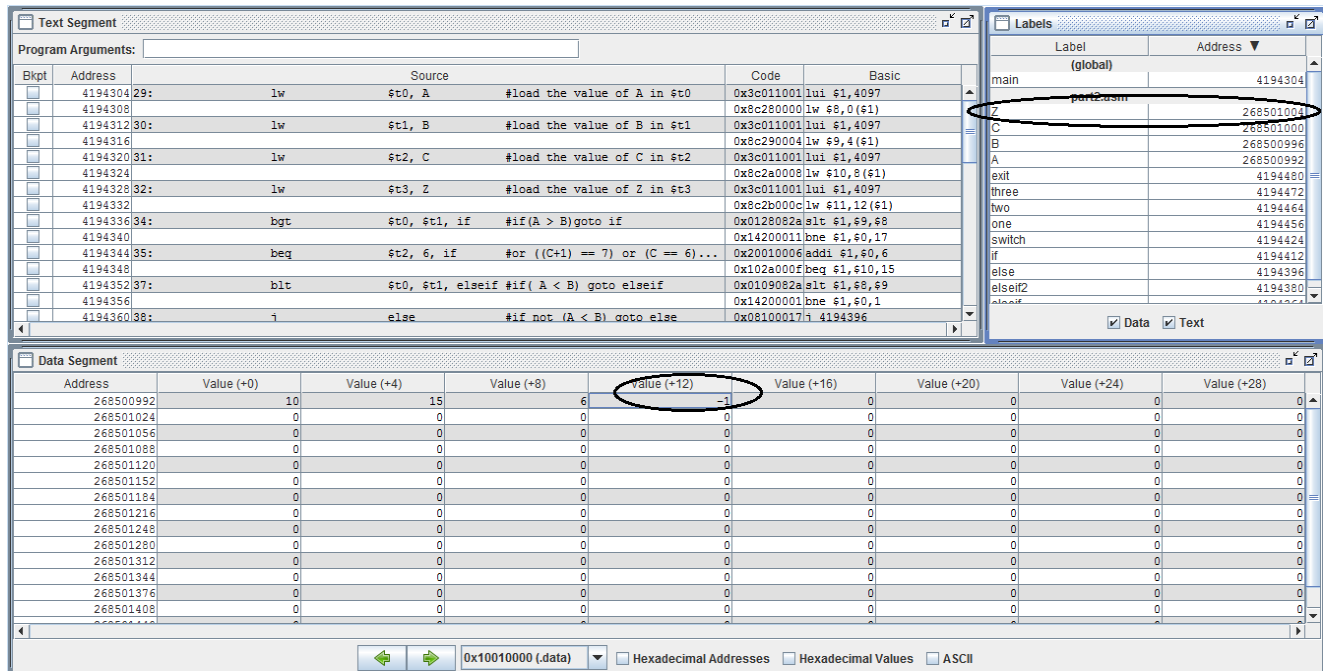 Text Segment
Program Arguments:
Bkpt Address Source Code Basic
4194304 29: lw $t0, A #load the value of A in $t0 0x3c011001 lui $1,4097
4194308 0x8c280000 lw $8,0($1)
4194312 30: lw $t1, B #load the value of B in $t1 0x3c011001 lui $1,4097
4194316 0x8c290004 lw $9,4($1)
4194320 31: lw $t2, C #load the value of C in $t2 0x3c011001 lui $1,4097
4194324 0x8c2a0008 lw $10,8($1)
4194328 32: lw $t3, Z #load the value of Z in $t3 0x3c011001 lui $1,4097
4194332 0x8c2b000c lw $11,12($1)
4194336 34: bgt $t0, $t1, if #if(A > B)goto if 0x0128082a slt $1,$9,$8
4194340 0x14200011 bne $1,$0,17
4194344 35: beq $t2, 6, if #or ((C+1) == 7) or (C == 6)... 0x20010006 addi $1,$0,6
4194348 0x102a000f beq $1,$10,15
4194352 37: blt $t0, $t1, elseif #if( A < B) goto elseif 0x0109082a slt $1,$8,$9
4194356 0x14200001 bne $1,$0,1
4194360 38: j else #if not (A < B) goto else 0x08100017 j 4194396
Labels
Label Address ▼
(global)
main 4194304
part2.asm
Z 268501004
C 268501000
B 268500996
A 268500992
exit 4194480
three 4194472
two 4194464
one 4194456
switch 4194424
if 4194412
else 4194396
elseif2 4194380
elseif 4194364
Data Text
Data Segment
Address Value (+0) Value (+4) Value (+8) Value (+12) Value (+16) Value (+20) Value (+24) Value (+28)
268500992 10 15 6 -1 0 0 0 0
268501024 0 0 0 0 0 0 0 0
268501056 0 0 0 0 0 0 0 0
268501088 0 0 0 0 0 0 0 0
268501120 0 0 0 0 0 0 0 0
268501152 0 0 0 0 0 0 0 0
268501184 0 0 0 0 0 0 0 0
268501216 0 0 0 0 0 0 0 0
268501248 0 0 0 0 0 0 0 0
268501280 0 0 0 0 0 0 0 0
268501312 0 0 0 0 0 0 0 0
268501344 0 0 0 0 0 0 0 0
268501376 0 0 0 0 0 0 0 0
268501408 0 0 0 0 0 0 0 0
0x10010000 (.data) Hexadecimal Addresses Hexadecimal Values ASCII